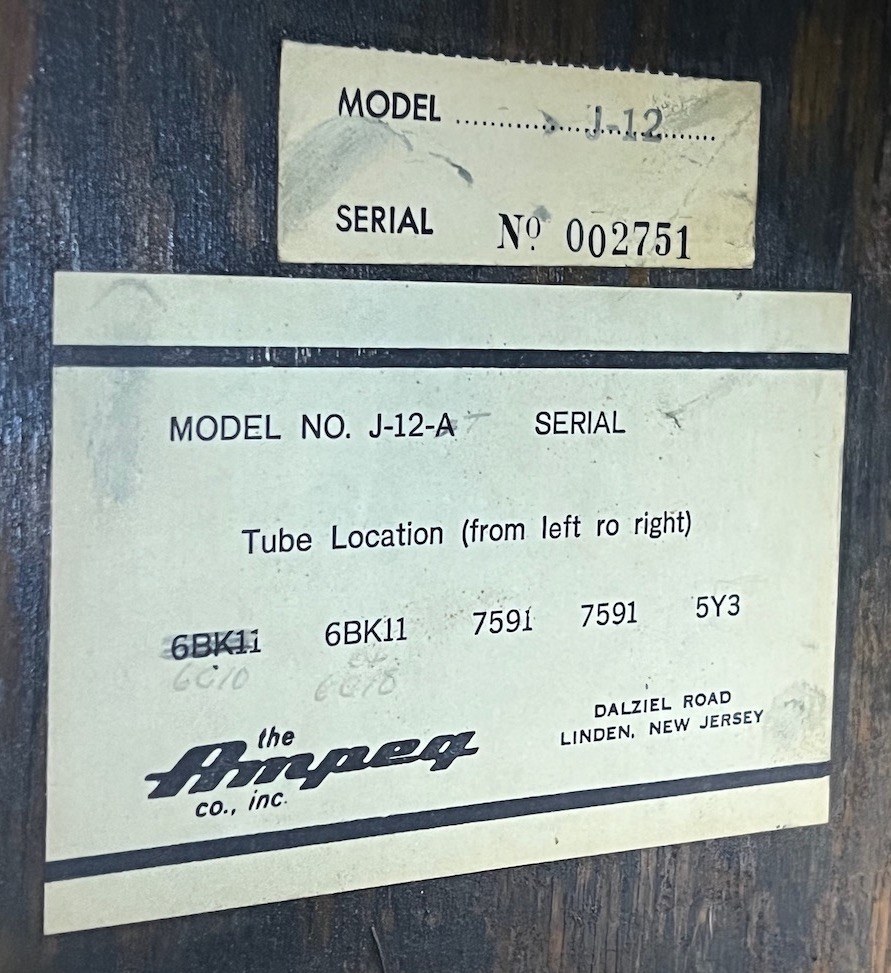 MODEL ........................ J-12
SERIAL Nº 002751
MODEL NO. J-12-A SERIAL
Tube Location (from left ro right)
6BK11 6BK11 7591 7591 5Y3
6C10 6C10
the
Ampeg
co., inc.
DALZIEL ROAD
LINDEN, NEW JERSEY